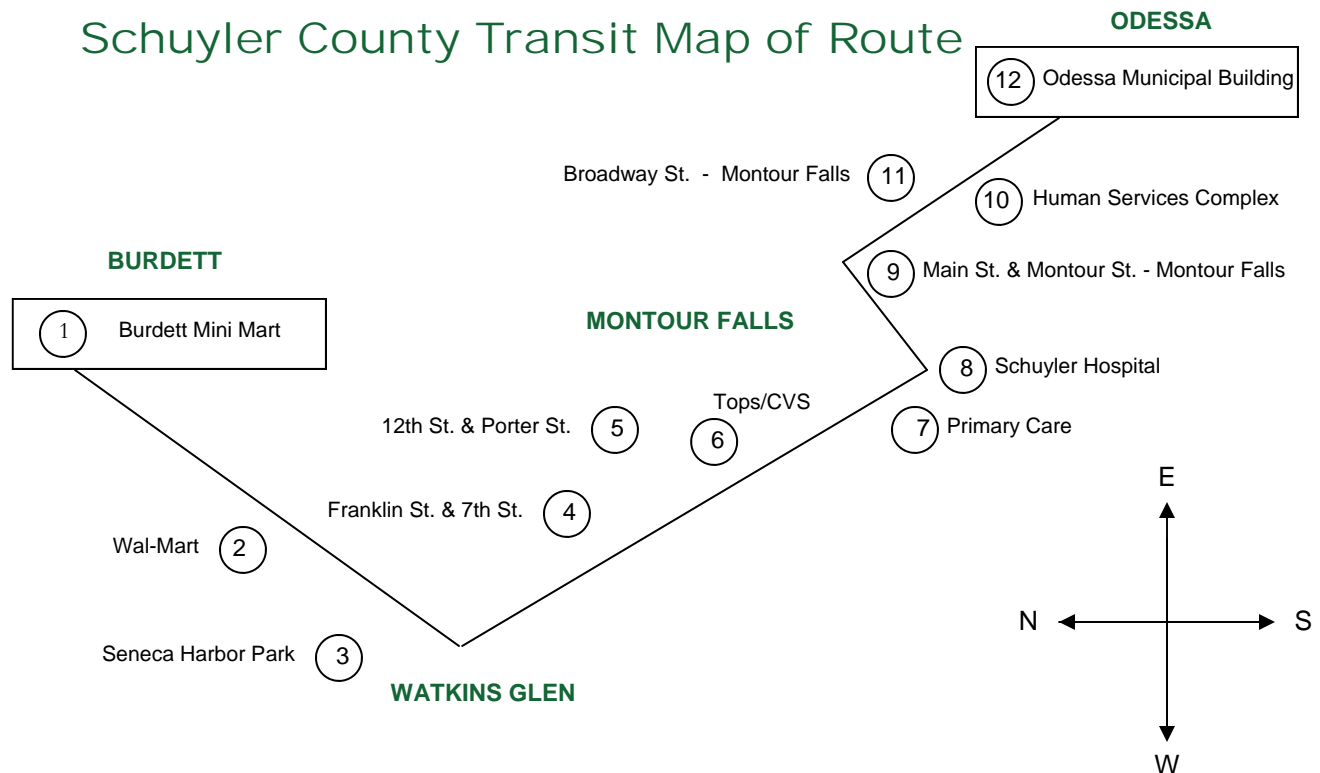 Schuyler County Transit Map of Route
ODESSA
12 Odessa Municipal Building
Broadway St. - Montour Falls 11
10 Human Services Complex
BURDETT
9 Main St. & Montour St. - Montour Falls
1 Burdett Mini Mart
MONTOUR FALLS
8 Schuyler Hospital
Tops/CVS
6
12th St. & Porter St. 5
7 Primary Care
Franklin St. & 7th St. 4
Wal-Mart 2
Seneca Harbor Park 3
WATKINS GLEN
E
N
S
W